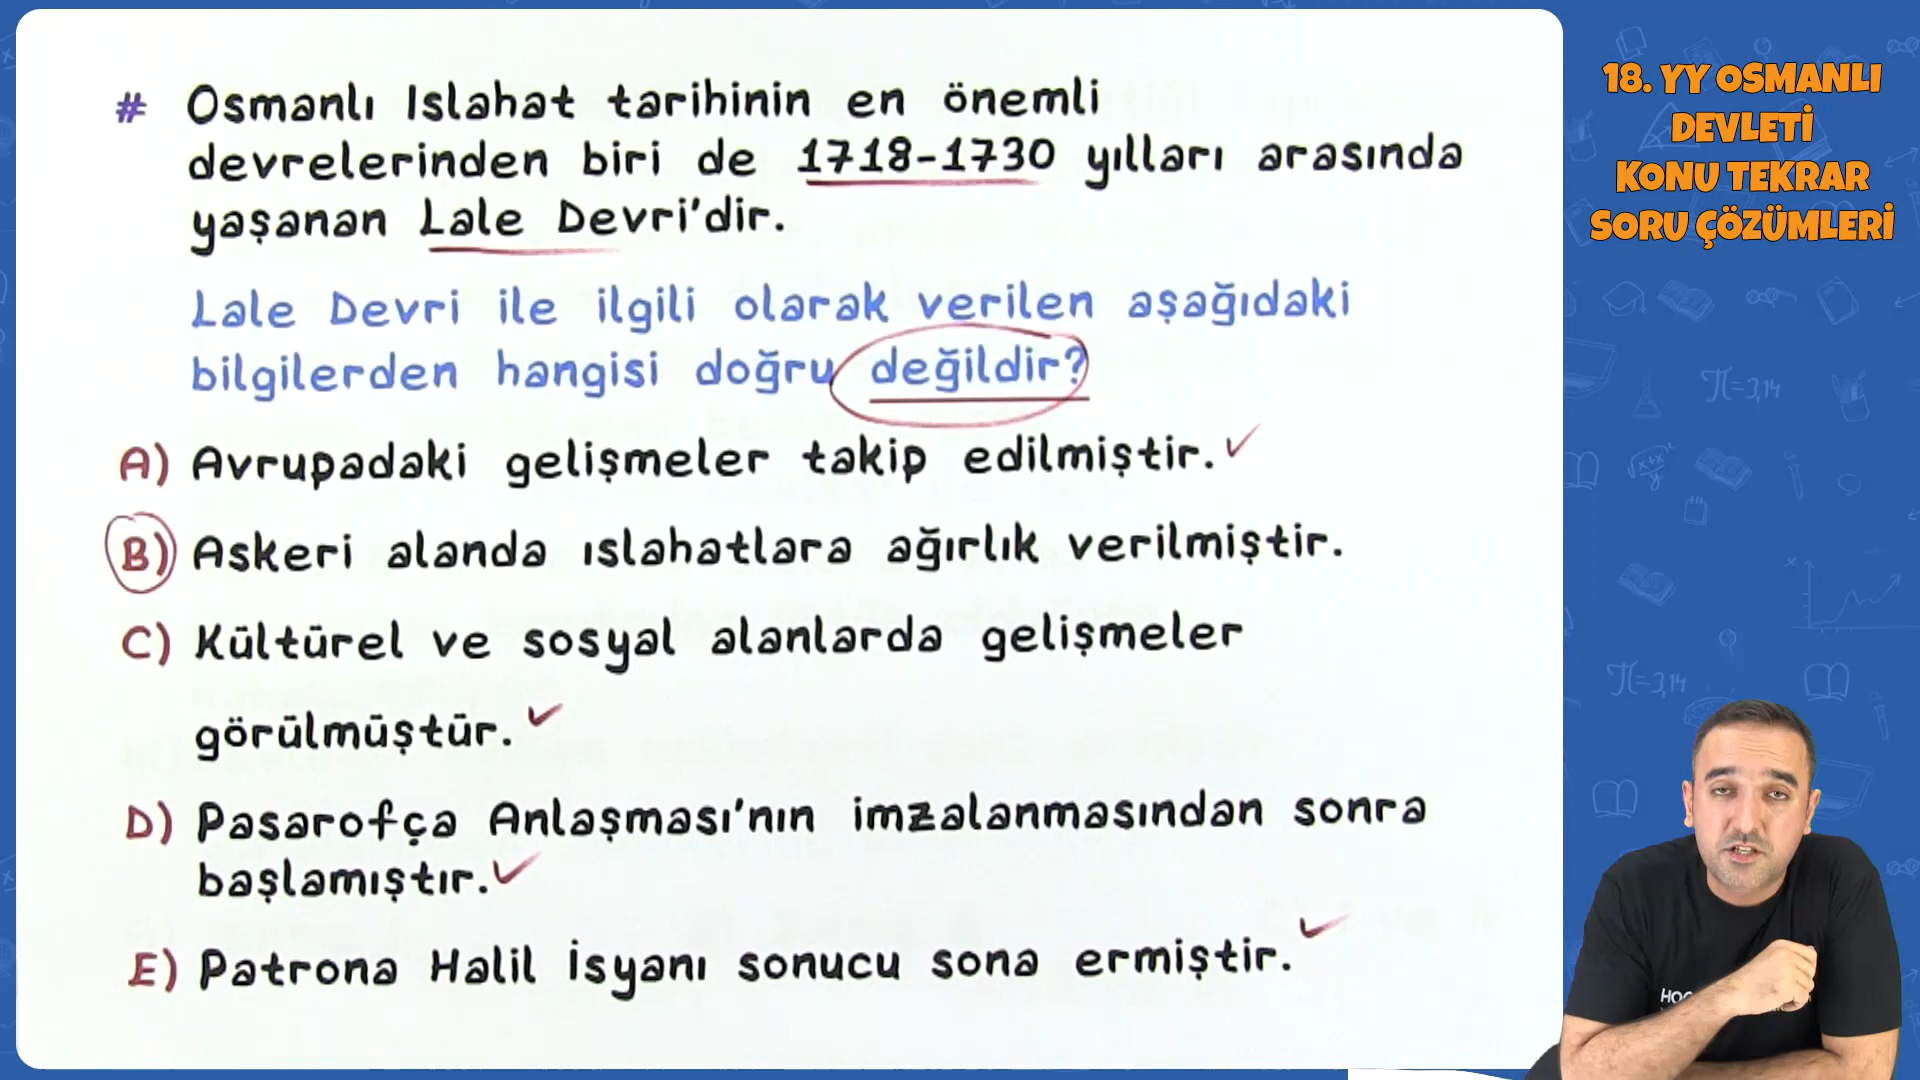 # Osmanlı Islahat tarihinin en önemli
devrelerinden biri de 1718-1730 yılları arasında
yaşanan Lale Devri'dir.
Lale Devri ile ilgili olarak verilen aşağıdaki
bilgilerden hangisi doğru değildir?
A) Avrupadaki gelişmeler takip edilmiştir.
B) Askeri alanda ıslahatlara ağırlık verilmiştir.
C) Kültürel ve sosyal alanlarda gelişmeler
görülmüştür.
D) Pasarofça Anlaşması'nın imzalanmasından sonra
başlamıştır.
E) Patrona Halil İsyanı sonucu sona ermiştir.
18. YY OSMANLI
DEVLETİ
KONU TEKRAR
SORU ÇÖZÜMLERİ
π=3,14
π=3,14